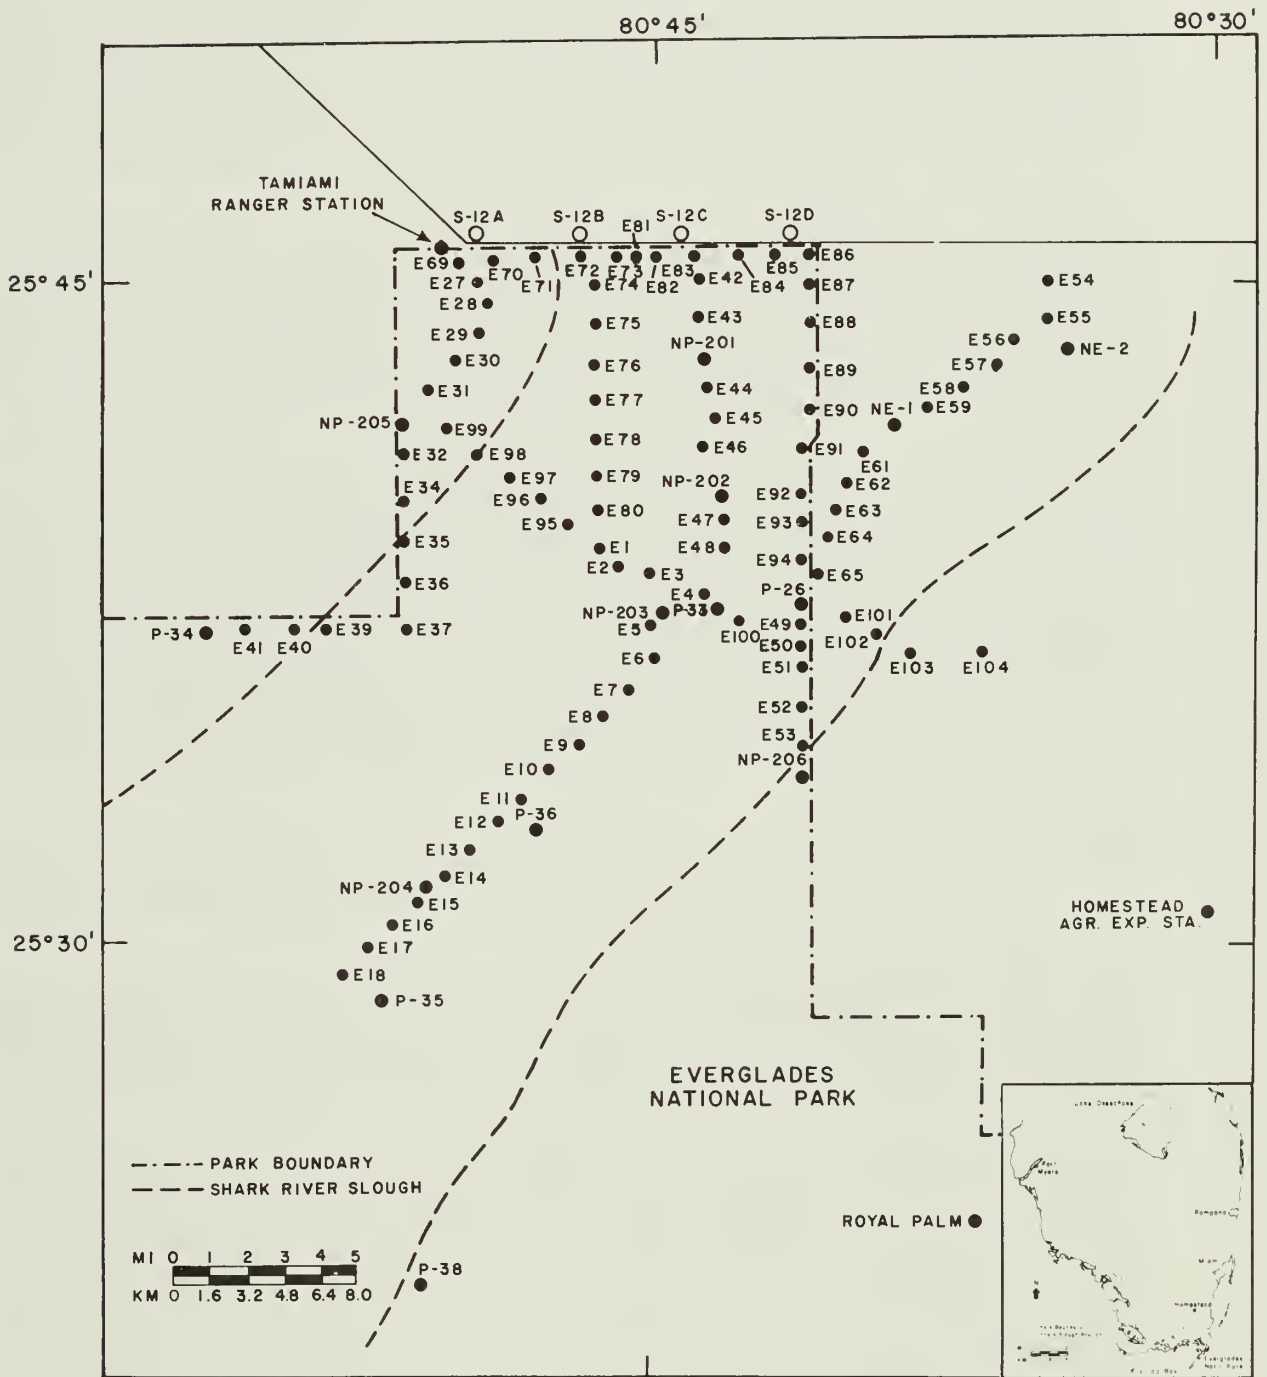 80°45'
80°30'
TAMIAMI
RANGER STATION
S-12A
S-12B
S-12C
S-12D
E81
E69
E70
E71
E72
E73
E74
E82
E83
E42
E84
E85
E86
25°45'
E27
E87
E54
E28
E75
E43
E88
E55
E29
NP-201
E56
NE-2
E30
E76
E89
E57
E31
E77
E44
E58
E59
NP-205
E99
E45
E90
NE-1
E32
E98
E78
E46
E91
E61
E97
E79
NP-202
E92
E62
E34
E96
E80
E63
E95
E47
E93
E35
E1
E48
E64
E2
E3
E94
E65
E36
E4
P-26
NP-203
P-33
E101
P-34
E41
E40
E39
E37
E5
E100
E49
E102
E50
E103
E104
E6
E51
E7
E52
E8
E9
E53
NP-206
E10
E11
P-36
E12
E13
E14
NP-204
E15
HOMESTEAD
AGR. EXP. STA.
E16
25°30'
E17
E18
P-35
EVERGLADES
NATIONAL PARK
PARK BOUNDARY
SHARK RIVER SLOUGH
ROYAL PALM
MI 0 1 2 3 4 5
KM 0 1.6 3.2 4.8 6.4 8.0
P-38
Fort
Myers
Pompano
Miami
N
Homestead
Everglades
Nat'l Park